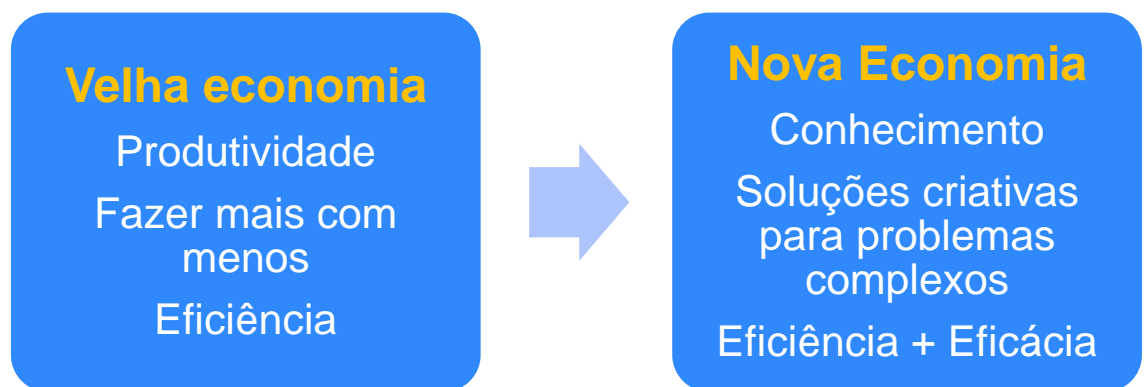 Velha economia
Produtividade
Fazer mais com
menos
Eficiência
Nova Economia
Conhecimento
Soluções criativas
para problemas
complexos
Eficiência + Eficácia